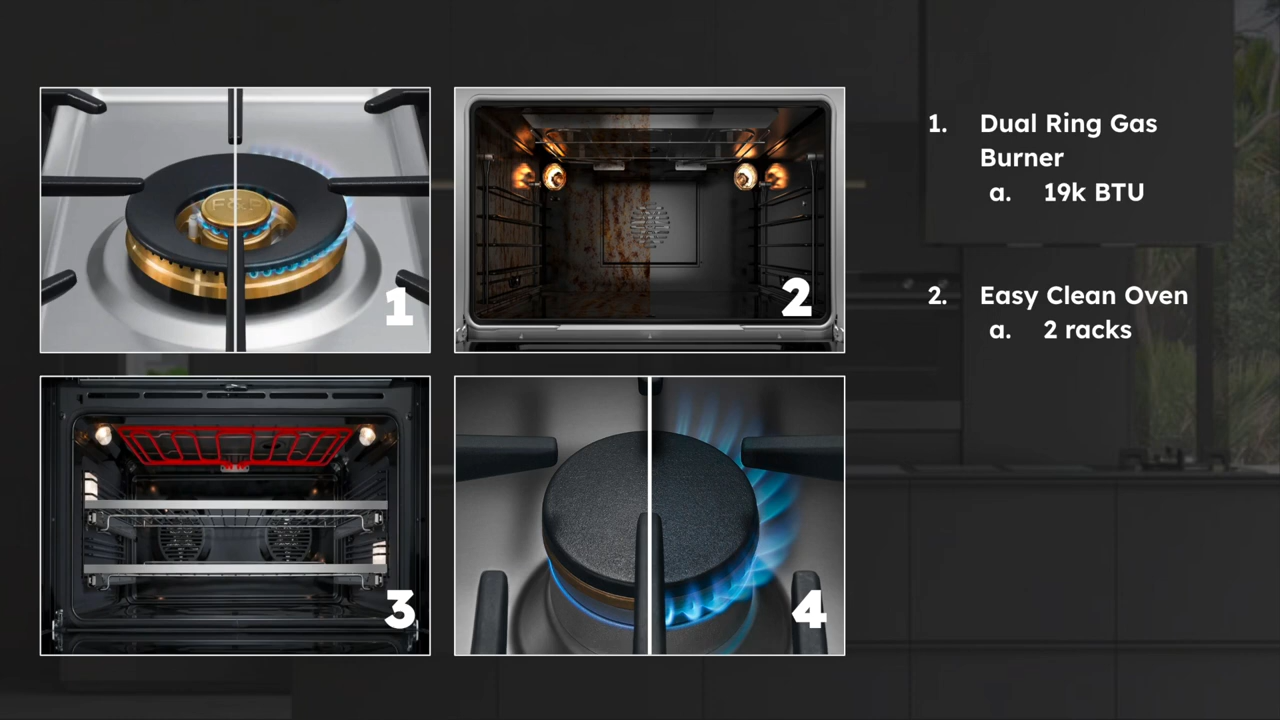 F&P
1
2
3
4
1. Dual Ring Gas
Burner
a. 19k BTU
2. Easy Clean Oven
a. 2 racks